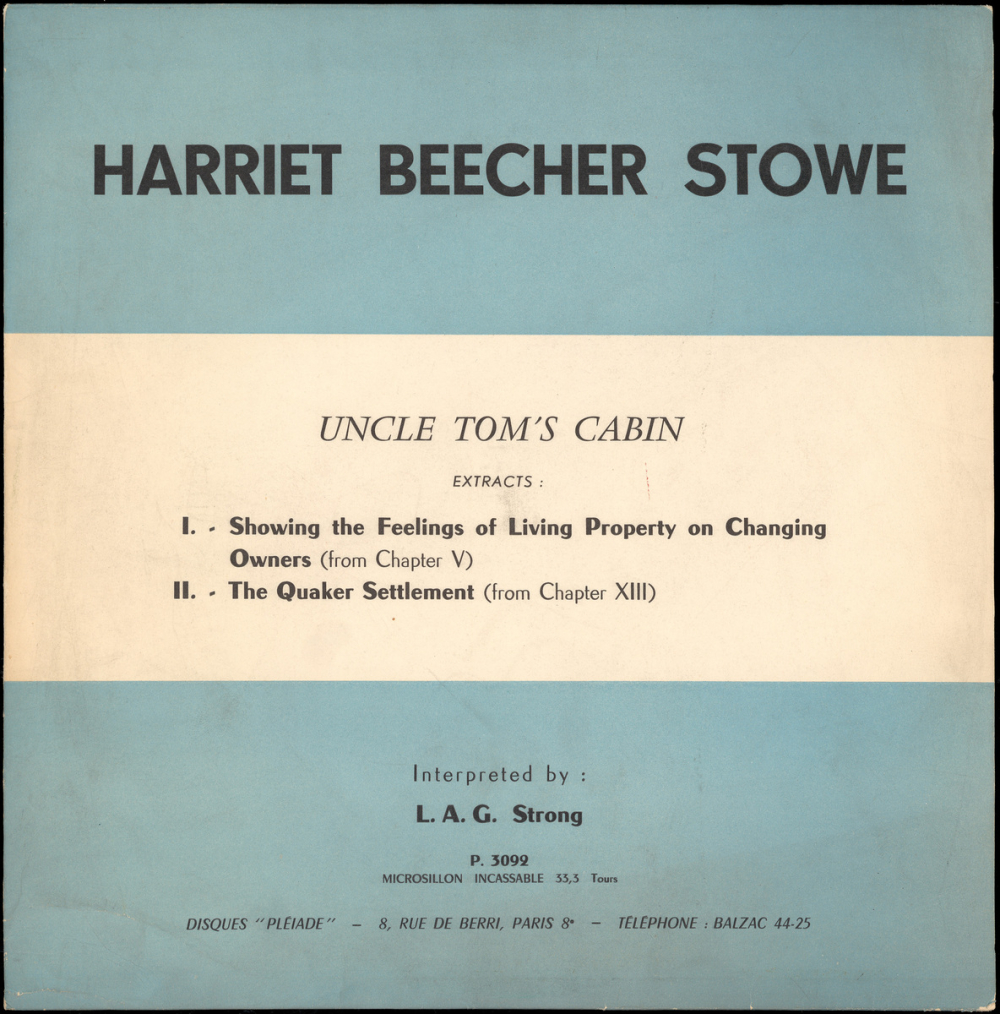 HARRIET BEECHER STOWE
UNCLE TOM'S CABIN
EXTRACTS :
I. - Showing the Feelings of Living Property on Changing
Owners (from Chapter V)
II. - The Quaker Settlement (from Chapter XIII)
Interpreted by :
L. A. G. Strong
P. 3092
MICROSILLON INCASSABLE 33,3 Tours
DISQUES "PLÉIADE" — 8, RUE DE BERRI, PARIS 8e — TÉLÉPHONE : BALZAC 44-25